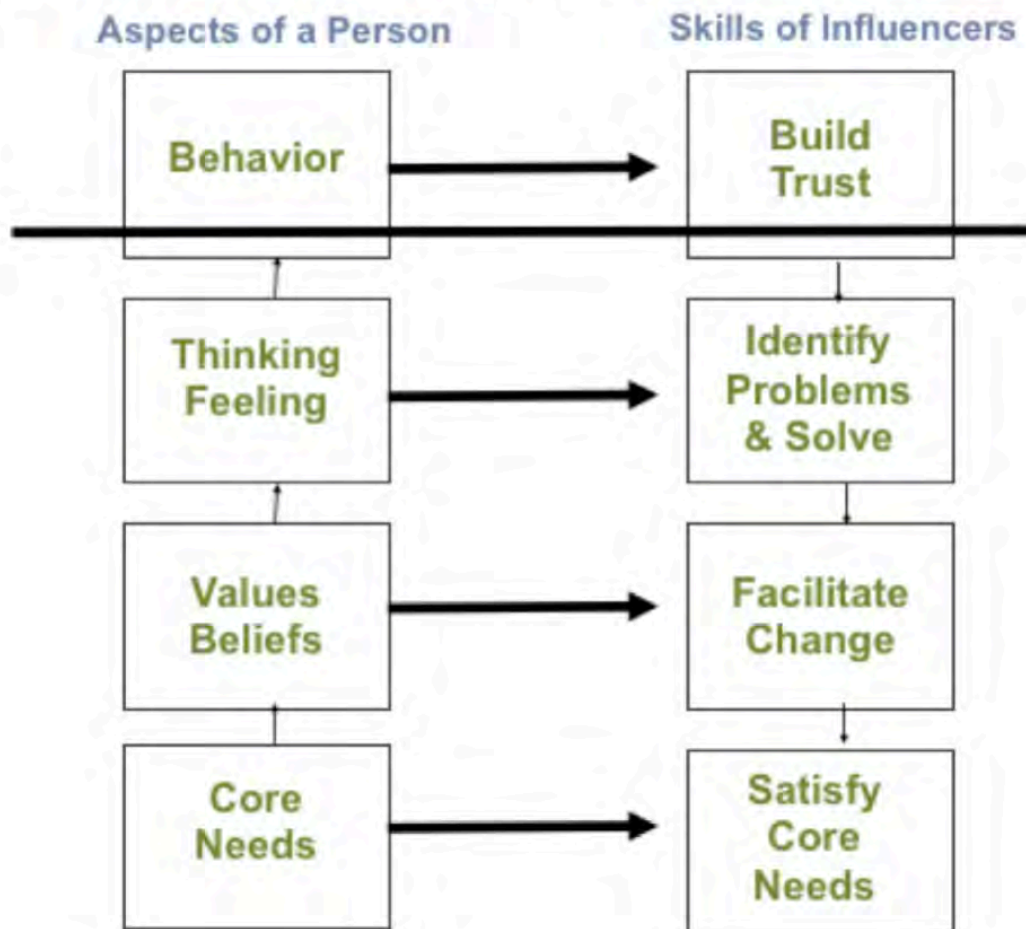 Aspects of a Person
Skills of Influencers
Behavior
Build
Trust
Thinking
Feeling
Identify
Problems
& Solve
Values
Beliefs
Facilitate
Change
Core
Needs
Satisfy
Core
Needs